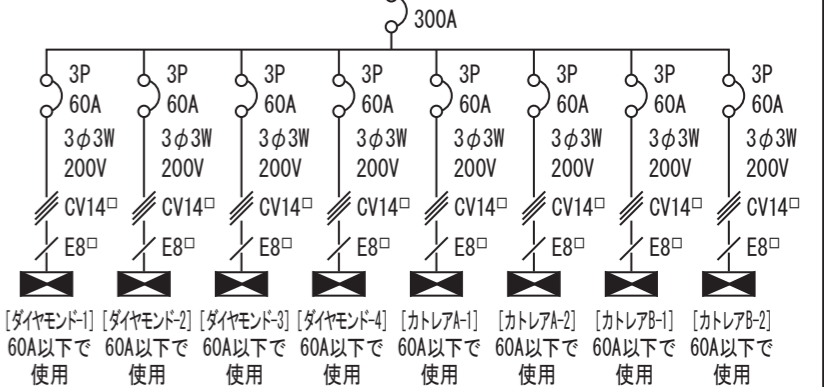 300A
3P 3P 3P 3P 3P 3P 3P 3P
60A 60A 60A 60A 60A 60A 60A 60A
3φ3W 3φ3W 3φ3W 3φ3W 3φ3W 3φ3W 3φ3W 3φ3W
200V 200V 200V 200V 200V 200V 200V 200V
CV14□ CV14□ CV14□ CV14□ CV14□ CV14□ CV14□ CV14□
E8□ E8□ E8□ E8□ E8□ E8□ E8□ E8□
[ダイヤモンド-1] [ダイヤモンド-2] [ダイヤモンド-3] [ダイヤモンド-4] [カトレアA-1] [カトレアA-2] [カトレアB-1] [カトレアB-2]
60A以下で 60A以下で 60A以下で 60A以下で 60A以下で 60A以下で 60A以下で 60A以下で
使用 使用 使用 使用 使用 使用 使用 使用